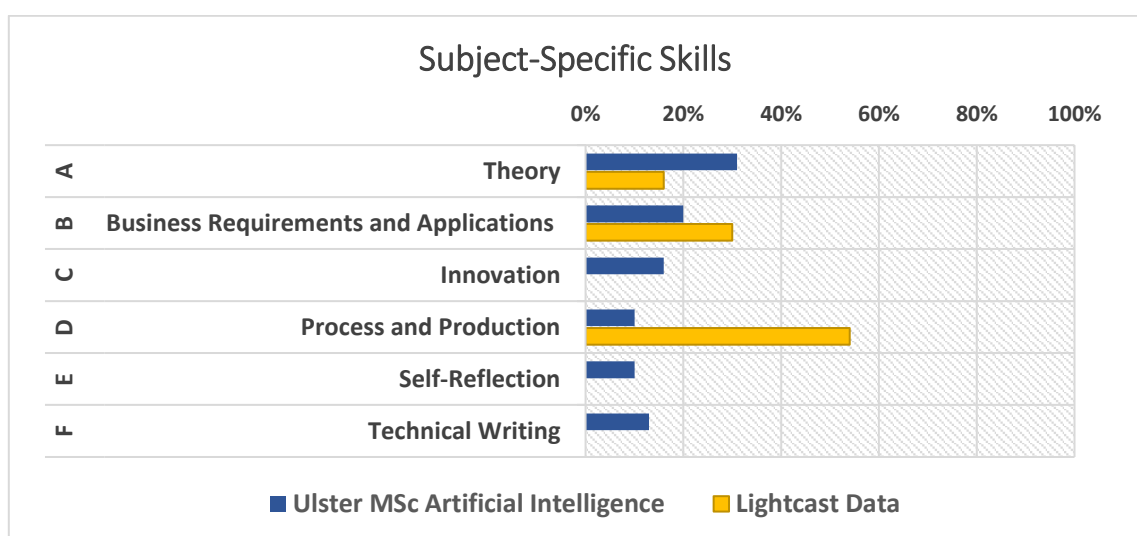 Subject-Specific Skills
0% 20% 40% 60% 80% 100%
A Theory
B Business Requirements and Applications
C Innovation
D Process and Production
E Self-Reflection
F Technical Writing
Ulster MSc Artificial Intelligence Lightcast Data